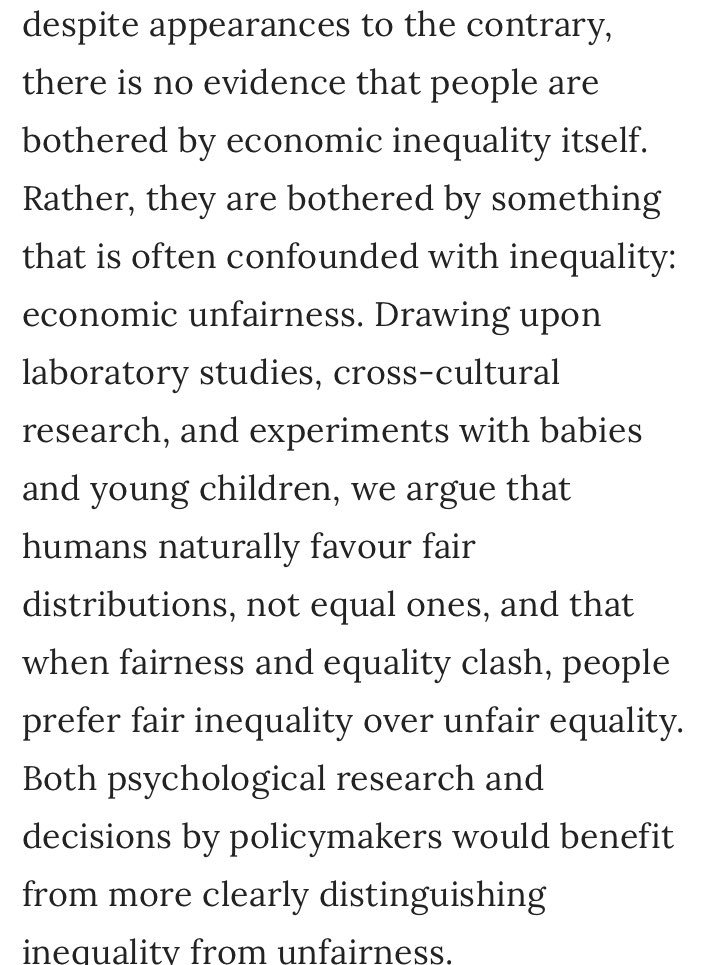 despite appearances to the contrary,
there is no evidence that people are
bothered by economic inequality itself.
Rather, they are bothered by something
that is often confounded with inequality:
economic unfairness. Drawing upon
laboratory studies, cross-cultural
research, and experiments with babies
and young children, we argue that
humans naturally favour fair
distributions, not equal ones, and that
when fairness and equality clash, people
prefer fair inequality over unfair equality.
Both psychological research and
decisions by policymakers would benefit
from more clearly distinguishing
inequality from unfairness.